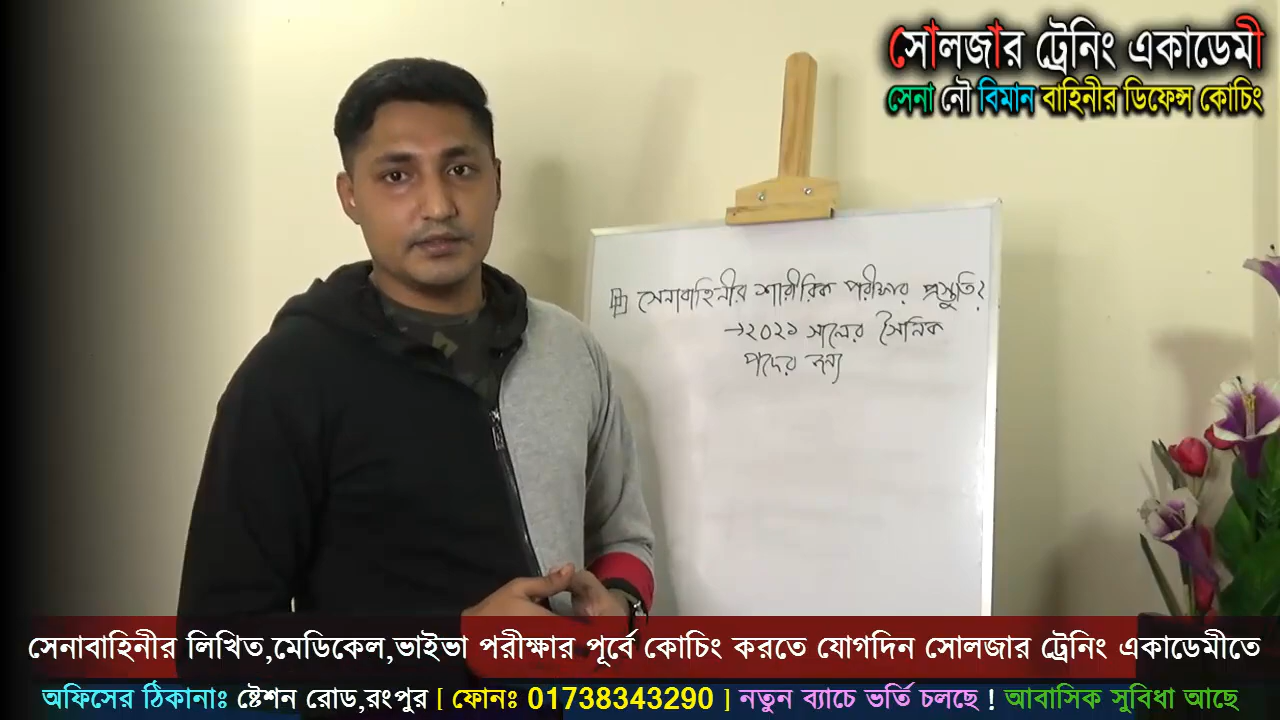 সোলজার ট্রেনিং একাডেমী
সেনা নৌ বিমান বাহিনীর ডিফেন্স কোচিং
সেনাবাহিনীর শারীরিক পরীক্ষার প্রস্তুতি?
→২০২১ সালের সৈনিক
পদের জন্য
সেনাবাহিনীর লিখিত,মেডিকেল,ভাইভা পরীক্ষার পূর্বে কোচিং করতে যোগদিন সোলজার ট্রেনিং একাডেমীতে
অফিসের ঠিকানাঃ ষ্টেশন রোড,রংপুর [ ফোনঃ 01738343290 ] নতুন ব্যাচে ভর্তি চলছে ! আবাসিক সুবিধা আছে